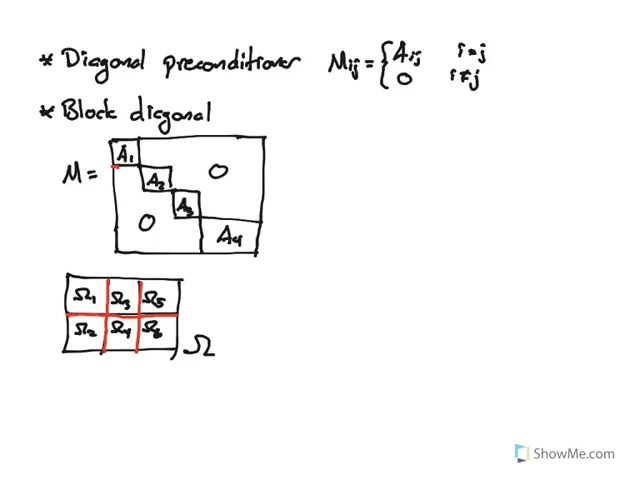 * Diagonal preconditioner Mij = { Aij i=j
0 i≠j
* Block diagonal
A1
M = A2 0
A3
0 A4
Ω1 Ω3 Ω5
Ω2 Ω4 Ω6
Ω
ShowMe.com